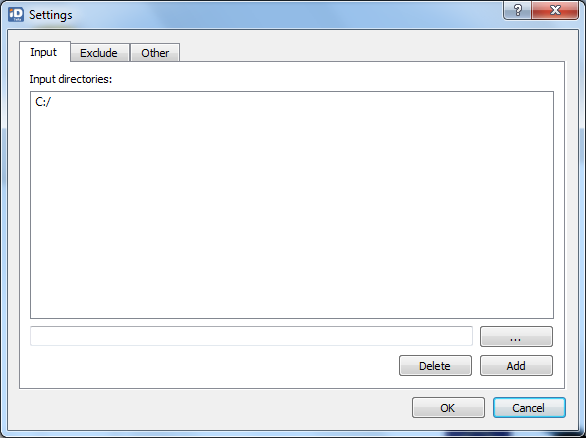 Settings
?
Input Exclude Other
Input directories:
C:/
...
Delete Add
OK Cancel